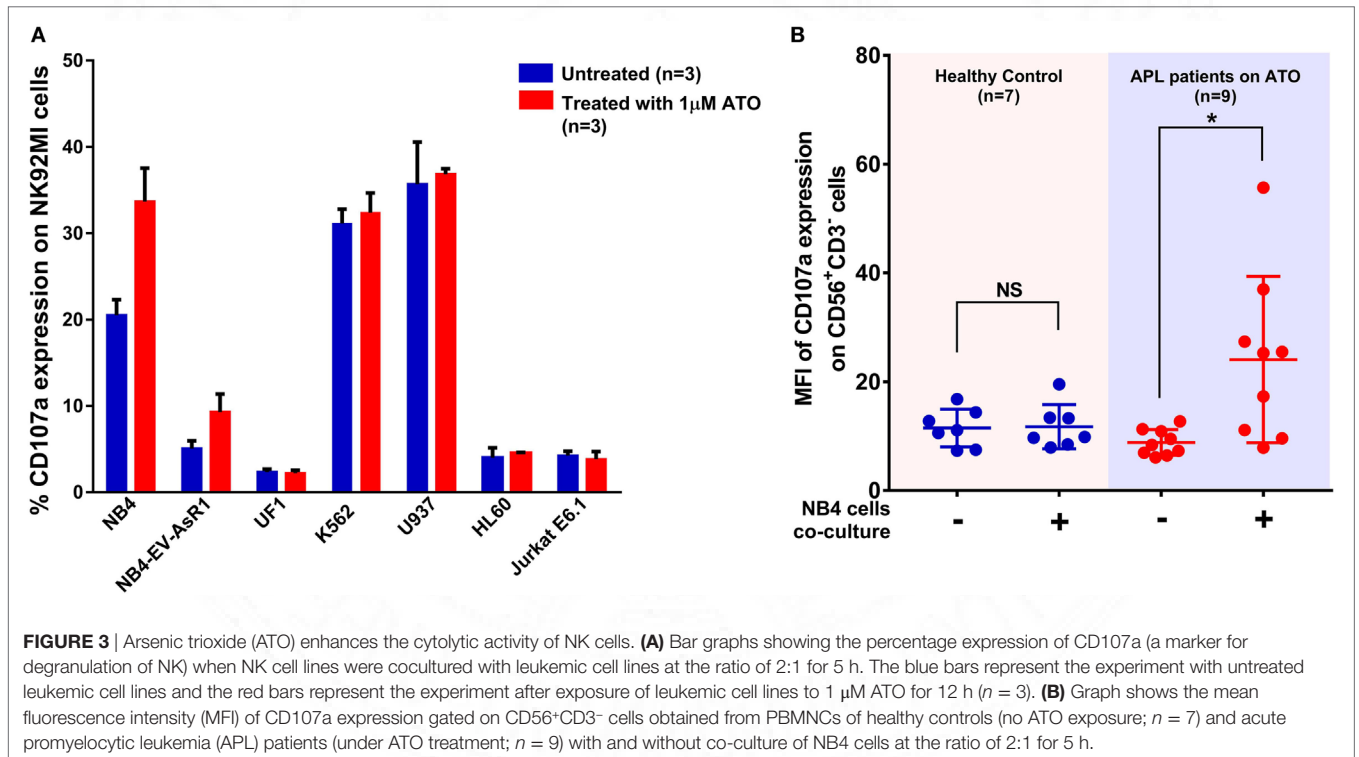 A
% CD107a expression on NK92MI cells
50
40
30
20
10
0
Untreated (n=3)
Treated with 1μM ATO
(n=3)
NB4
NB4-EV-AsR1
UF1
K562
U937
HL60
Jurkat E6.1
B
MFI of CD107a expression
on CD56⁺CD3⁻ cells
80
60
40
20
0
Healthy Control
(n=7)
APL patients on ATO
(n=9)
NS
*
NB4 cells
co-culture
- + - +
FIGURE 3 | Arsenic trioxide (ATO) enhances the cytolytic activity of NK cells. (A) Bar graphs showing the percentage expression of CD107a (a marker for
degranulation of NK) when NK cell lines were cocultured with leukemic cell lines at the ratio of 2:1 for 5 h. The blue bars represent the experiment with untreated
leukemic cell lines and the red bars represent the experiment after exposure of leukemic cell lines to 1 μM ATO for 12 h (n = 3). (B) Graph shows the mean
fluorescence intensity (MFI) of CD107a expression gated on CD56⁺CD3⁻ cells obtained from PBMNCs of healthy controls (no ATO exposure; n = 7) and acute
promyelocytic leukemia (APL) patients (under ATO treatment; n = 9) with and without co-culture of NB4 cells at the ratio of 2:1 for 5 h.